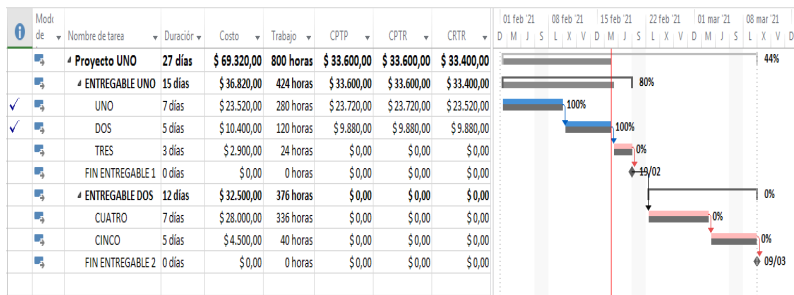 Modo de
Nombre de tarea Duración Costo Trabajo CPTP CPTR CRTR
01 feb '21 08 feb '21 15 feb '21 22 feb '21 01 mar '21 08 mar '21
D M J S L X V D M J S L X V D M J S L X V D
Proyecto UNO 27 días $ 69.320,00 800 horas $ 33.600,00 $ 33.600,00 $ 33.400,00 44%
ENTREGABLE UNO 15 días $ 36.820,00 424 horas $ 33.600,00 $ 33.600,00 $ 33.400,00 80%
UNO 7 días $ 23.520,00 280 horas $ 23.720,00 $ 23.720,00 $ 23.520,00 100%
DOS 5 días $ 10.400,00 120 horas $ 9.880,00 $ 9.880,00 $ 9.880,00 100%
TRES 3 días $ 2.900,00 24 horas $ 0,00 $ 0,00 $ 0,00 0%
FIN ENTREGABLE 1 0 días $ 0,00 0 horas $ 0,00 $ 0,00 $ 0,00 19/02
ENTREGABLE DOS 12 días $ 32.500,00 376 horas $ 0,00 $ 0,00 $ 0,00 0%
CUATRO 7 días $ 28.000,00 336 horas $ 0,00 $ 0,00 $ 0,00 0%
CINCO 5 días $ 4.500,00 40 horas $ 0,00 $ 0,00 $ 0,00 0%
FIN ENTREGABLE 2 0 días $ 0,00 0 horas $ 0,00 $ 0,00 $ 0,00 09/03